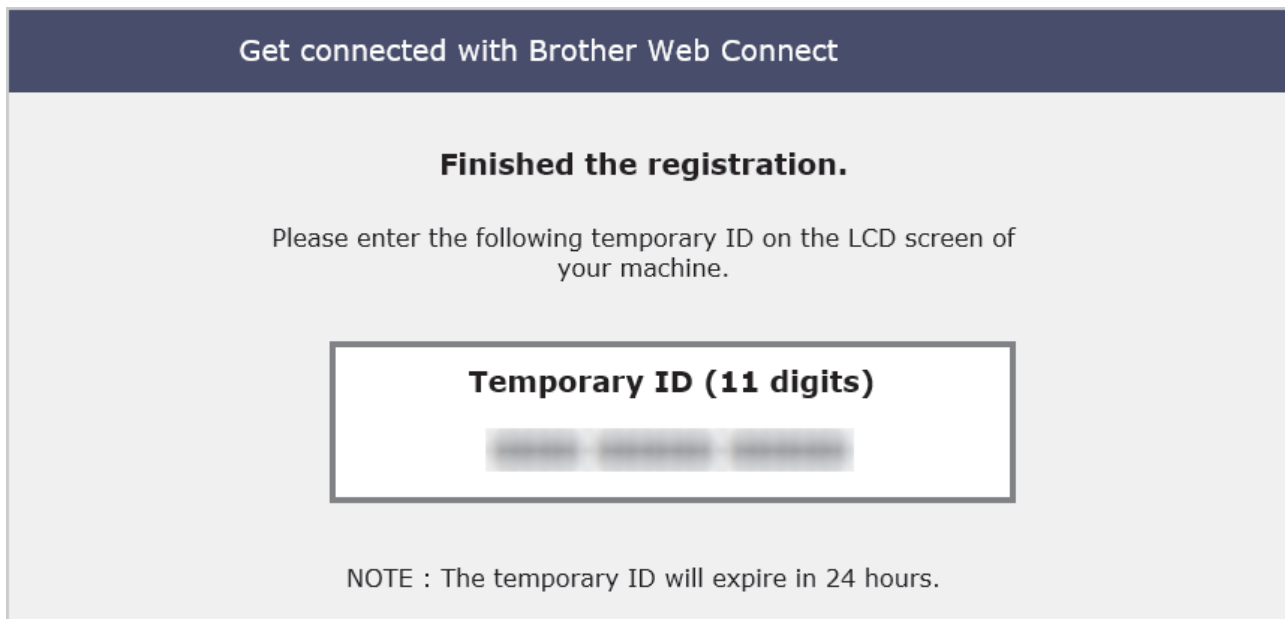 Get connected with Brother Web Connect
Finished the registration.
Please enter the following temporary ID on the LCD screen of
your machine.
Temporary ID (11 digits)
NOTE : The temporary ID will expire in 24 hours.